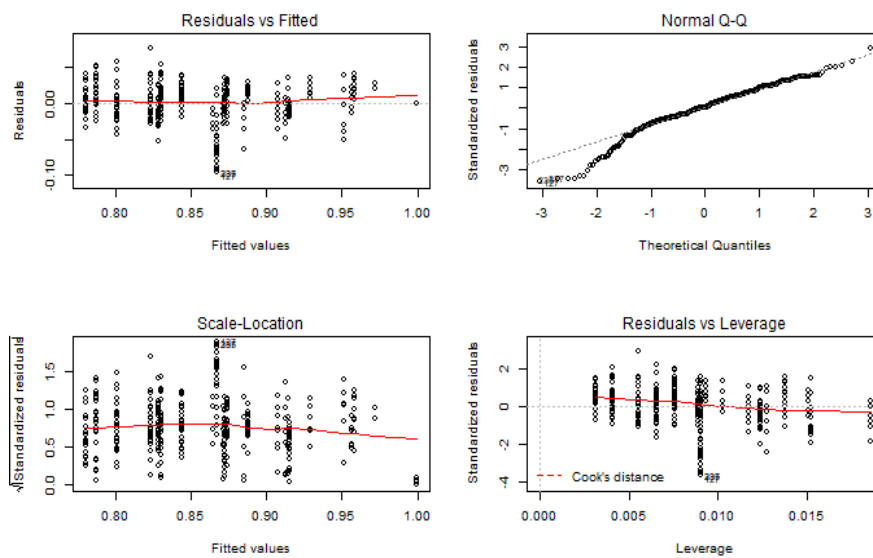 Residuals vs Fitted
Residuals
0.00
-0.10
0.80 0.85 0.90 0.95 1.00
Fitted values
Normal Q-Q
Standardized residuals
3
2
1
-1
-3
-3 -2 -1 0 1 2 3
Theoretical Quantiles
Scale-Location
√|Standardized residuals
1.5
1.0
0.5
0.0
0.80 0.85 0.90 0.95 1.00
Fitted values
Residuals vs Leverage
Standardized residuals
2
0
-2
-4
Cook's distance
0.000 0.005 0.010 0.015
Leverage